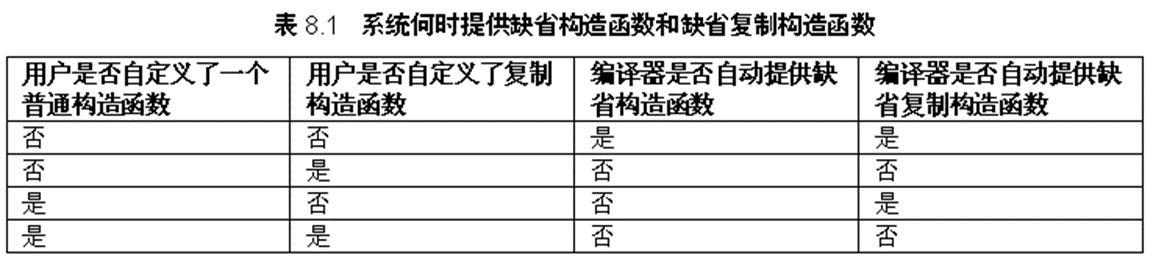 表 8.1 系统何时提供缺省构造函数和缺省复制构造函数
用户是否自定义了一个普通构造函数 用户是否自定义了复制构造函数 编译器是否自动提供缺省构造函数 编译器是否自动提供缺省复制构造函数
否 否 是 是
否 是 否 否
是 否 否 是
是 是 否 否